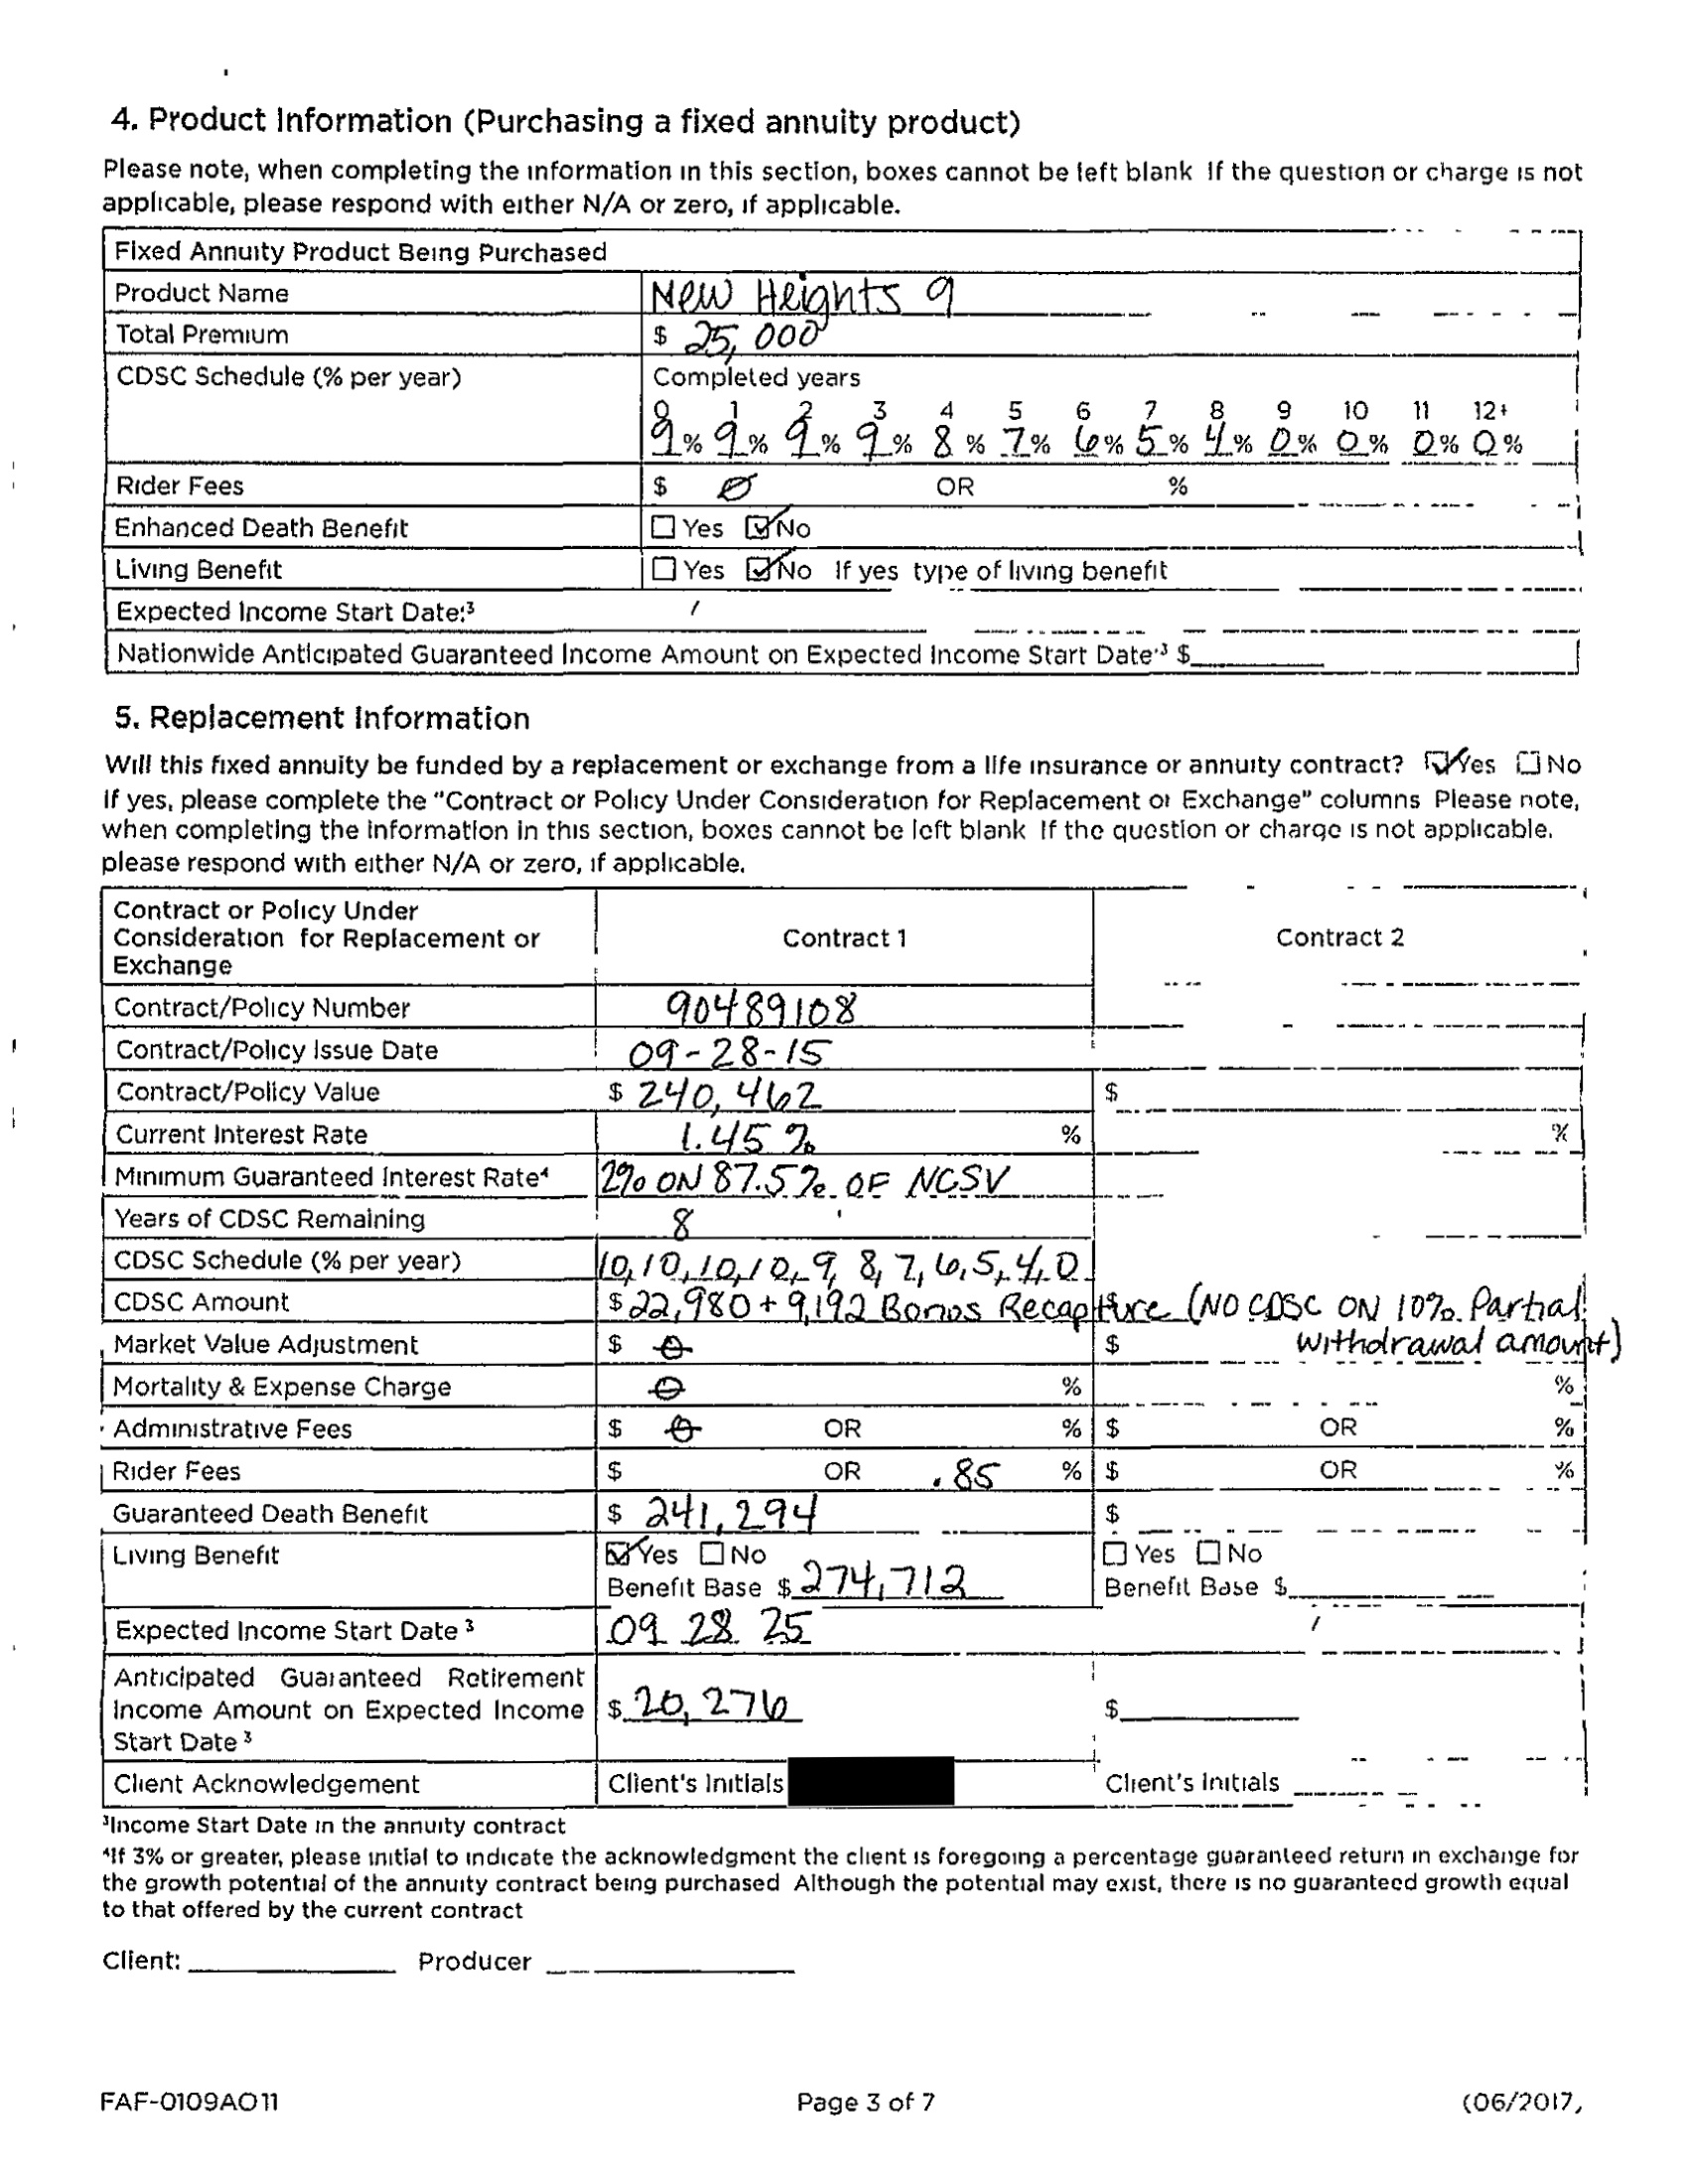 4. Product Information (Purchasing a fixed annuity product)
Please note, when completing the information in this section, boxes cannot be left blank If the question or charge is not
applicable, please respond with either N/A or zero, if applicable.
Fixed Annuity Product Being Purchased
Product Name New Heights 9
Total Premium $ 25,000
CDSC Schedule (% per year) Completed years
0 1 2 3 4 5 6 7 8 9 10 11 12+
9% 9% 9% 9% 8% 7% 6% 5% 4% 0% 0% 0% 0%
Rider Fees $ Ø OR %
Enhanced Death Benefit ☐ Yes ☑ No
Living Benefit ☐ Yes ☑ No If yes type of living benefit
Expected Income Start Date:³ /
Nationwide Anticipated Guaranteed Income Amount on Expected Income Start Date·³ $
5. Replacement Information
Will this fixed annuity be funded by a replacement or exchange from a life insurance or annuity contract? ☑ Yes ☐ No
If yes, please complete the "Contract or Policy Under Consideration for Replacement or Exchange" columns Please note,
when completing the information in this section, boxes cannot be left blank If the question or charge is not applicable,
please respond with either N/A or zero, if applicable.
Contract or Policy Under
Consideration for Replacement or Contract 1 Contract 2
Exchange
Contract/Policy Number 90489108
Contract/Policy Issue Date 09-28-15
Contract/Policy Value $ 240,462 $
Current Interest Rate 1.45% % %
Minimum Guaranteed Interest Rate⁴ 2% ON 87.5% OF NCSV
Years of CDSC Remaining 8
CDSC Schedule (% per year) 10,10,10,10,9,8,7,6,5,4,0
CDSC Amount $ 22,980 + 9,192 Bonus Recapture (NO CDSC ON 10% Partial
Market Value Adjustment $ Ø $ withdrawal amount)
Mortality & Expense Charge Ø % %
Administrative Fees $ Ø OR % $ OR %
Rider Fees $ OR .85 % $ OR %
Guaranteed Death Benefit $ 241,294 $
Living Benefit ☑ Yes ☐ No ☐ Yes ☐ No
Benefit Base $ 274,712 Benefit Base $
Expected Income Start Date ³ 09 28 25 /
Anticipated Guaranteed Retirement
Income Amount on Expected Income $ 20,276 $
Start Date ³
Client Acknowledgement Client's Initials Client's Initials
³Income Start Date in the annuity contract
⁴If 3% or greater, please initial to indicate the acknowledgment the client is foregoing a percentage guaranteed return in exchange for
the growth potential of the annuity contract being purchased Although the potential may exist, there is no guaranteed growth equal
to that offered by the current contract
Client: Producer
FAF-0109AO11 Page 3 of 7 (06/2017,